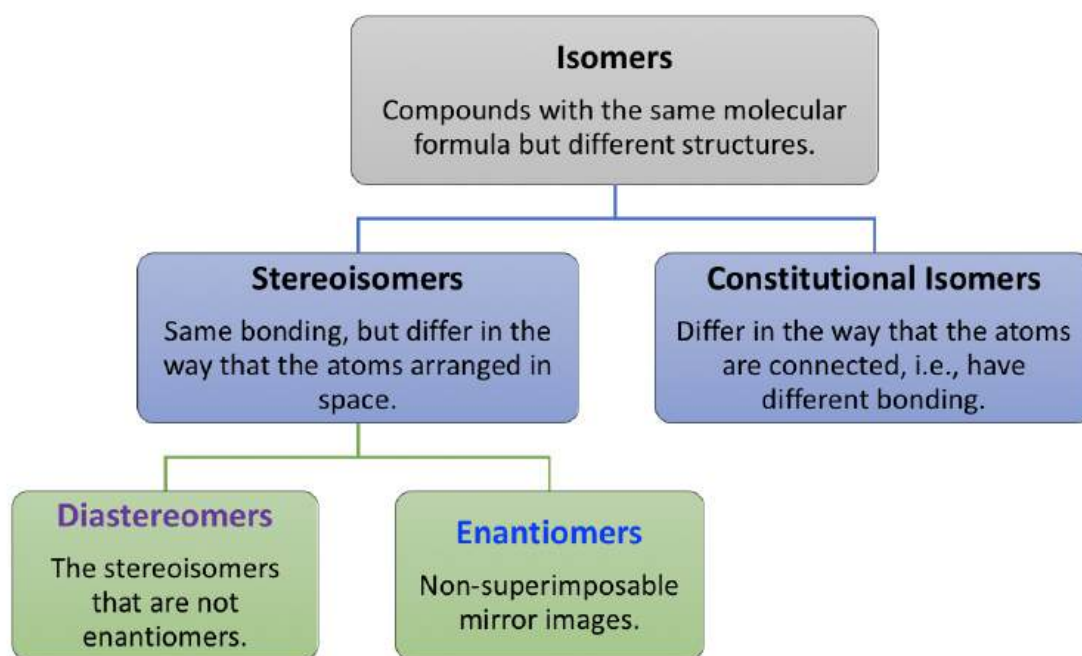 Isomers
Compounds with the same molecular
formula but different structures.
Stereoisomers
Same bonding, but differ in the
way that the atoms arranged in
space.
Constitutional Isomers
Differ in the way that the atoms
are connected, i.e., have
different bonding.
Diastereomers
The stereoisomers
that are not
enantiomers.
Enantiomers
Non-superimposable
mirror images.